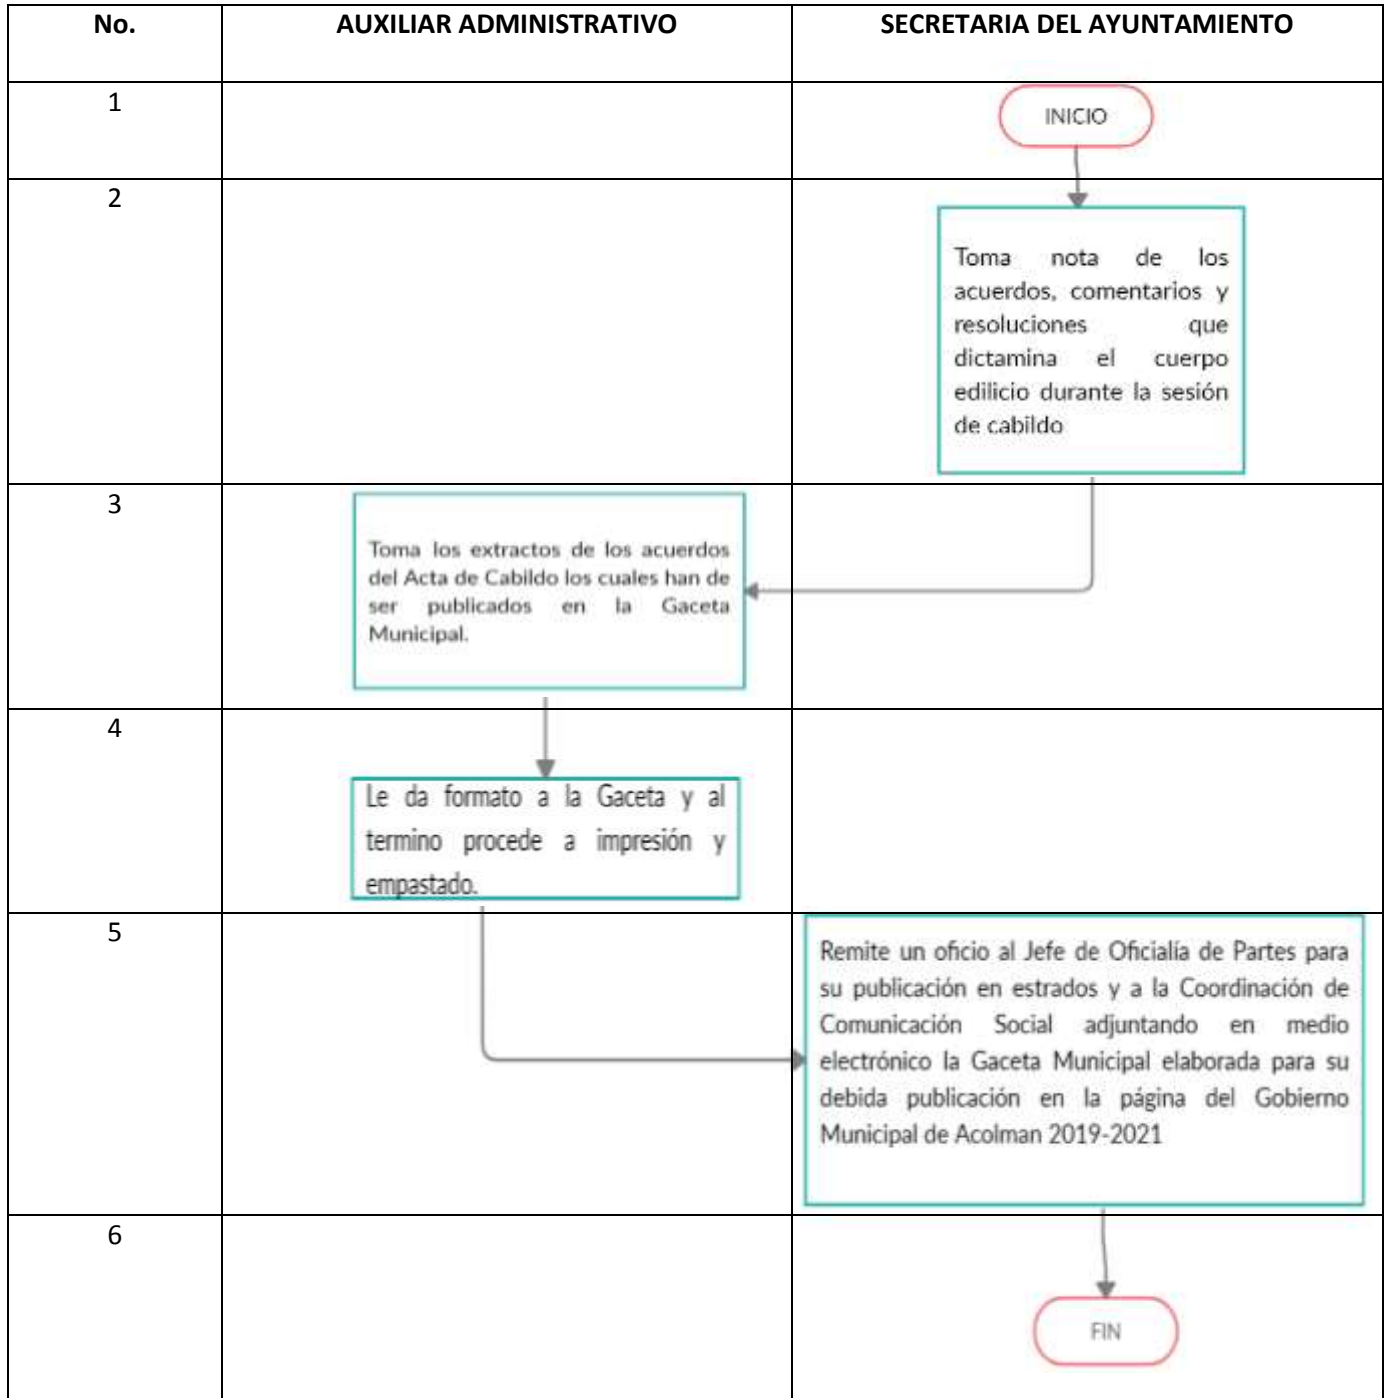 No.
AUXILIAR ADMINISTRATIVO
SECRETARIA DEL AYUNTAMIENTO
1
INICIO
2
Toma nota de los
acuerdos, comentarios y
resoluciones que
dictamina el cuerpo
edilicio durante la sesión
de cabildo
3
Toma los extractos de los acuerdos
del Acta de Cabildo los cuales han de
ser publicados en la Gaceta
Municipal.
4
Le da formato a la Gaceta y al
termino procede a impresión y
empastado.
5
Remite un oficio al Jefe de Oficialía de Partes para
su publicación en estrados y a la Coordinación de
Comunicación Social adjuntando en medio
electrónico la Gaceta Municipal elaborada para su
debida publicación en la página del Gobierno
Municipal de Acolman 2019-2021
6
FIN